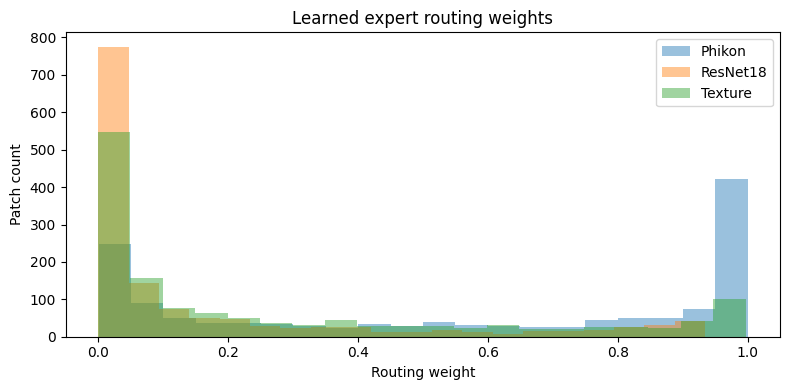 Learned expert routing weights
Phikon
ResNet18
Texture
Patch count
800
700
600
500
400
300
200
100
0
0.0 0.2 0.4 0.6 0.8 1.0
Routing weight